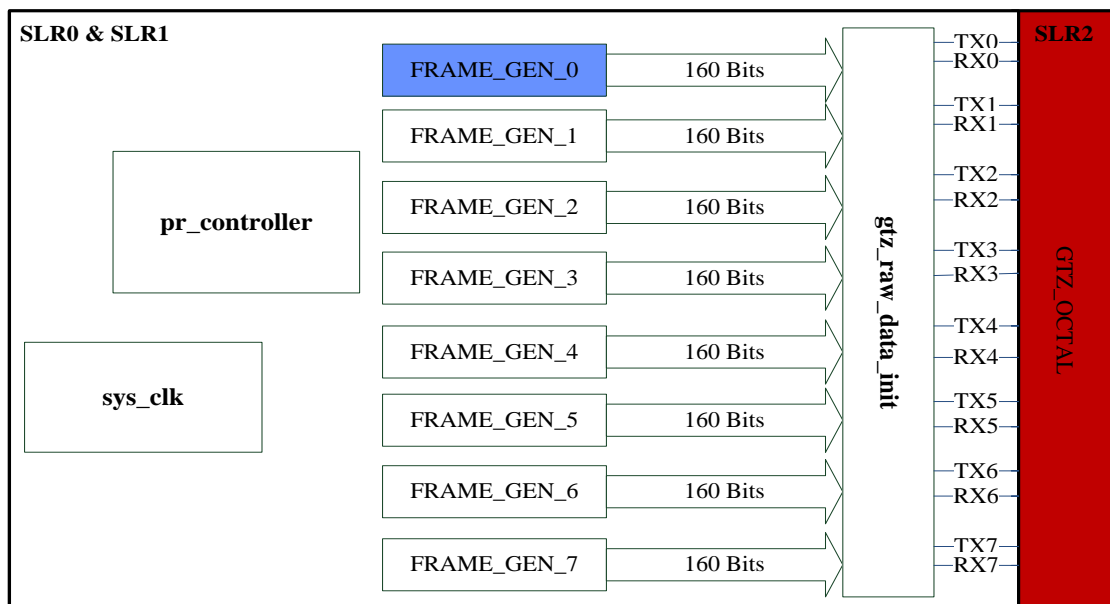 SLR0 & SLR1
SLR2
FRAME_GEN_0
160 Bits
TX0
RX0
FRAME_GEN_1
160 Bits
TX1
RX1
pr_controller
FRAME_GEN_2
160 Bits
TX2
RX2
FRAME_GEN_3
160 Bits
TX3
RX3
gtz_raw_data_init
GTZ_OCTAL
sys_clk
FRAME_GEN_4
160 Bits
TX4
RX4
FRAME_GEN_5
160 Bits
TX5
RX5
FRAME_GEN_6
160 Bits
TX6
RX6
FRAME_GEN_7
160 Bits
TX7
RX7